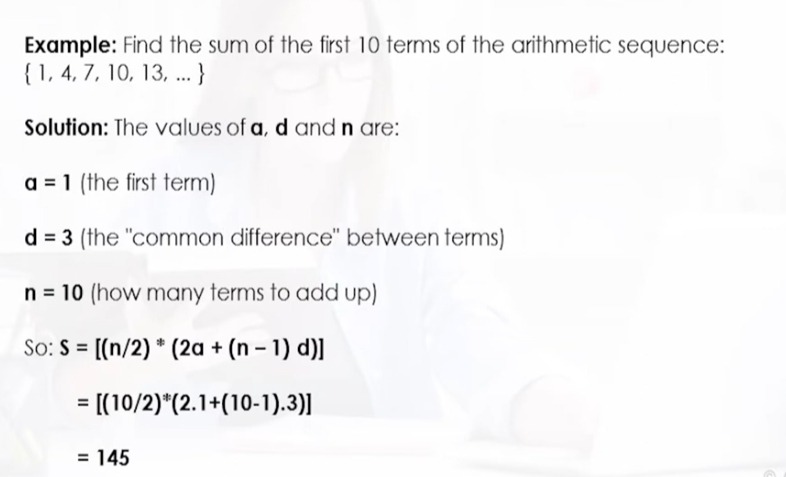 Example: Find the sum of the first 10 terms of the arithmetic sequence:
{ 1, 4, 7, 10, 13, ... }
Solution: The values of a, d and n are:
a = 1 (the first term)
d = 3 (the "common difference" between terms)
n = 10 (how many terms to add up)
So: S = [(n/2) * (2a + (n – 1) d)]
= [(10/2)*(2.1+(10-1).3)]
= 145